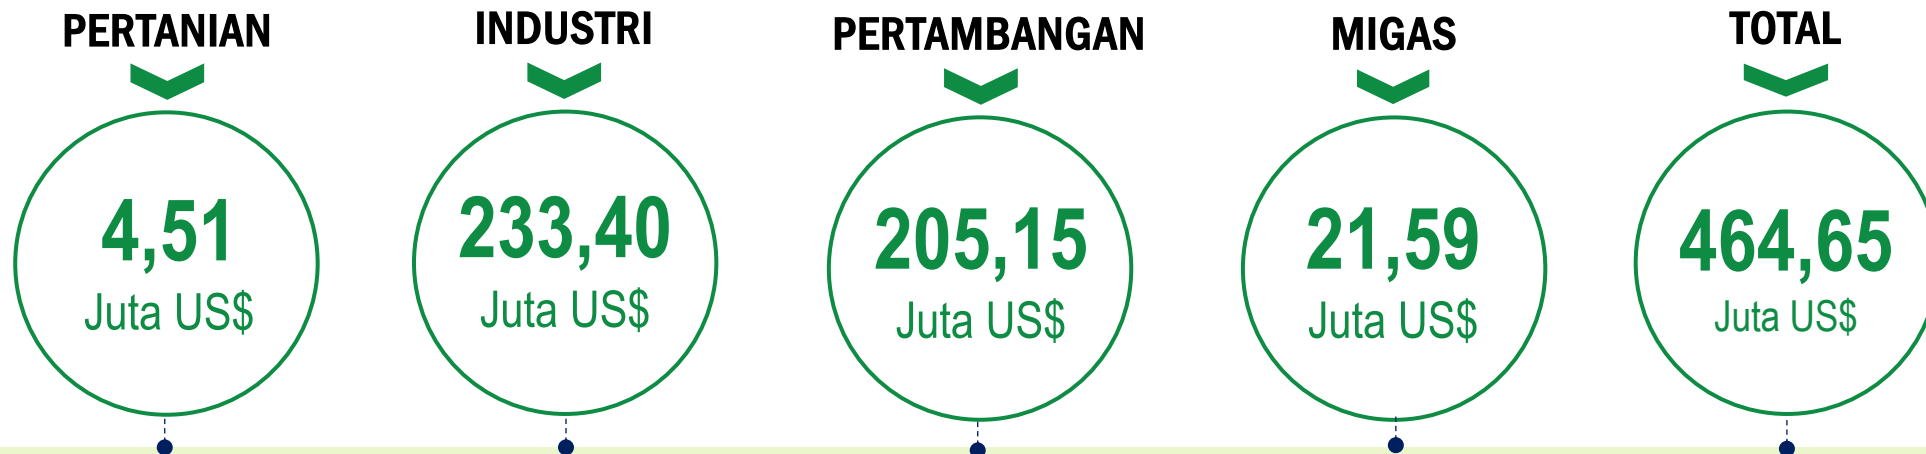 PERTANIAN
4,51
Juta US$
INDUSTRI
233,40
Juta US$
PERTAMBANGAN
205,15
Juta US$
MIGAS
21,59
Juta US$
TOTAL
464,65
Juta US$